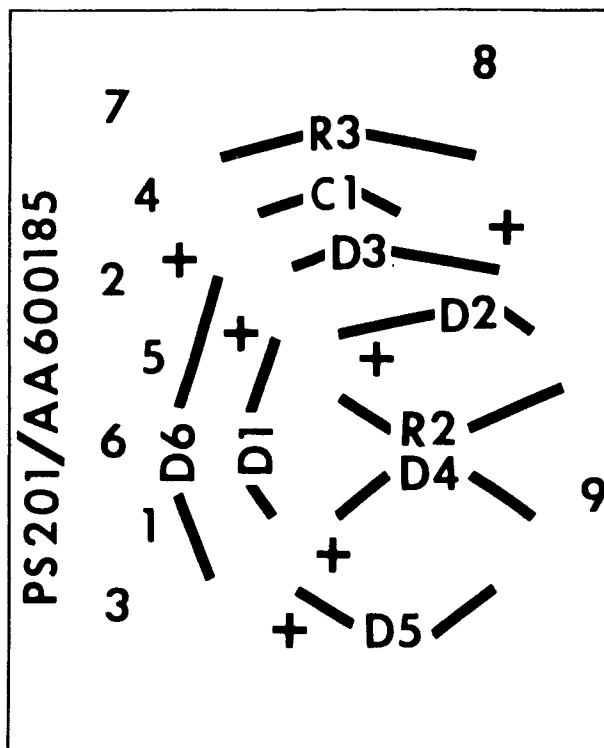 8
7
R3
4
C1
+
D3
+
2
D2
+
5
+
R2
6
D6
D1
D4
9
1
+
3
+
D5
PS201/AA600185